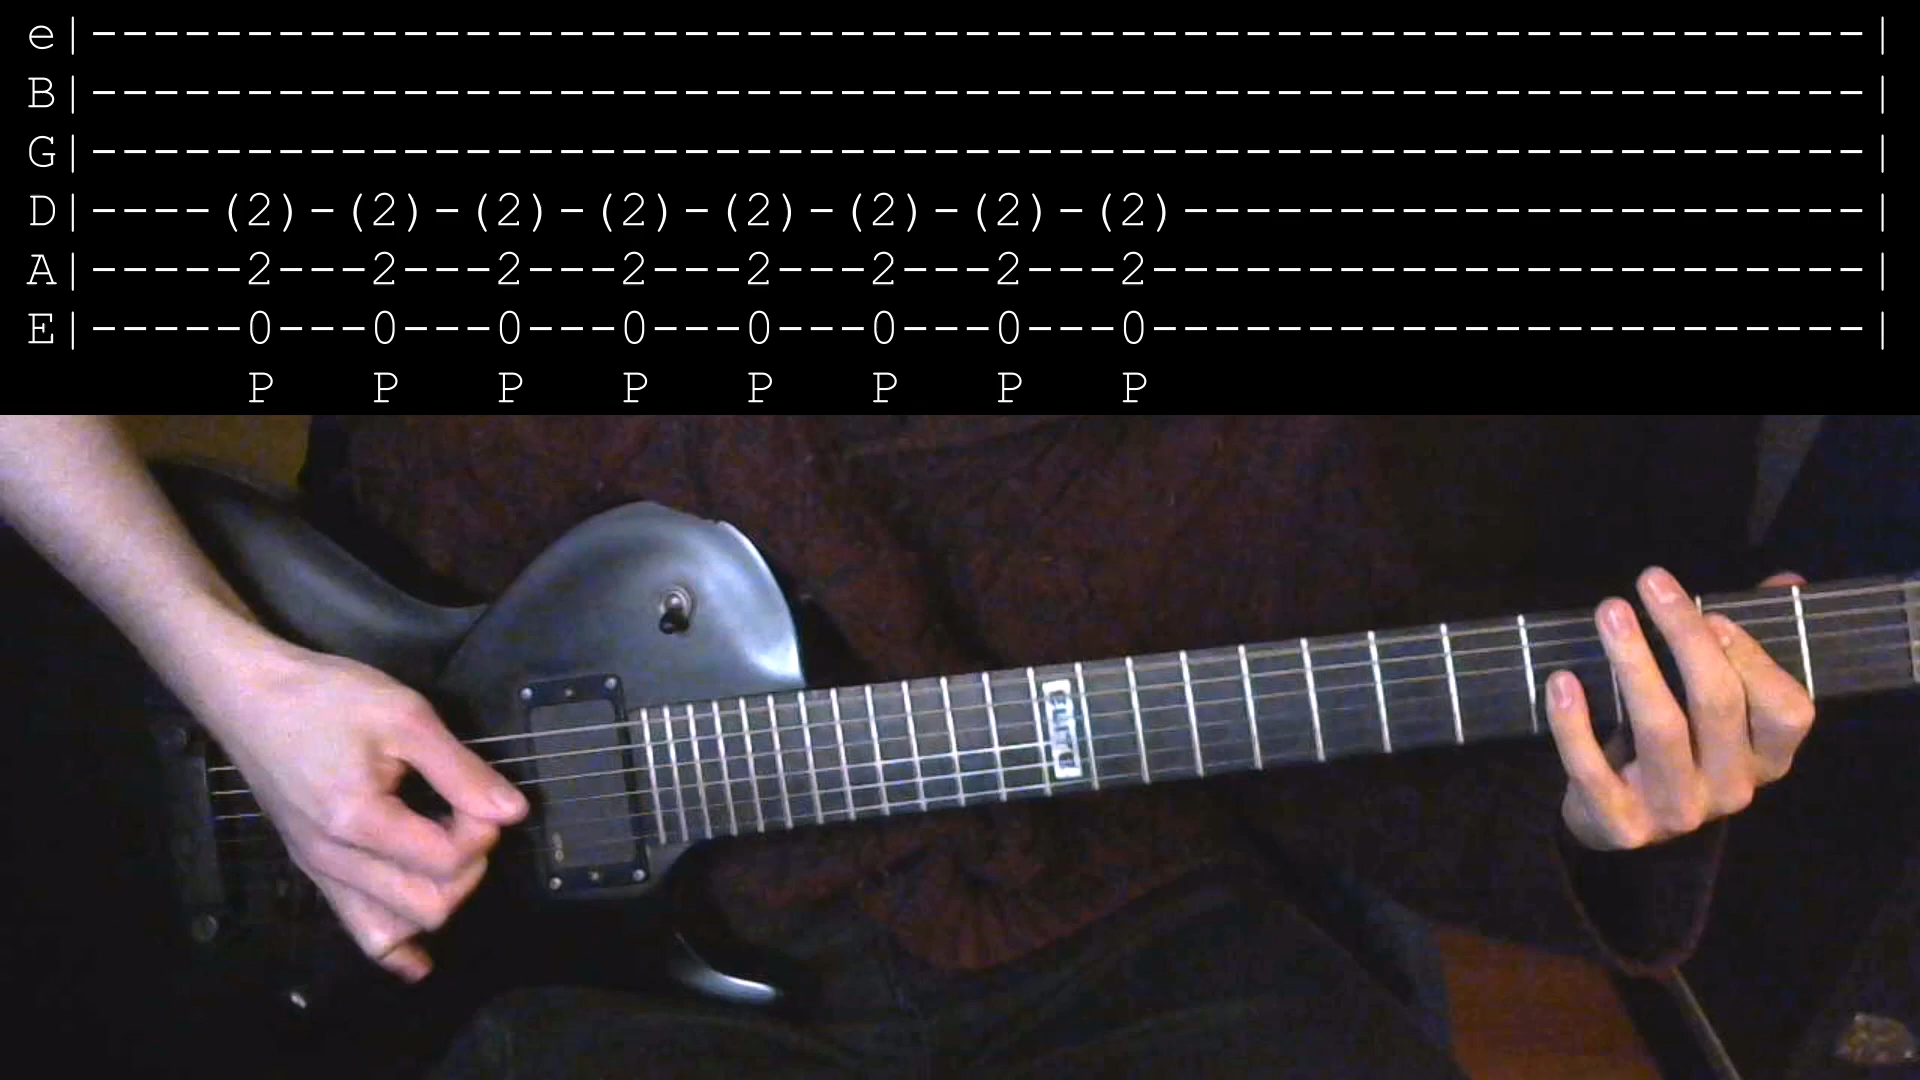 e|----------------------------------------------------------|
B|----------------------------------------------------------|
G|----------------------------------------------------------|
D|----(2)-(2)-(2)-(2)-(2)-(2)-(2)-(2)----------------------|
A|-----2---2---2---2---2---2---2---2-----------------------|
E|-----0---0---0---0---0---0---0---0-----------------------|
P P P P P P P P